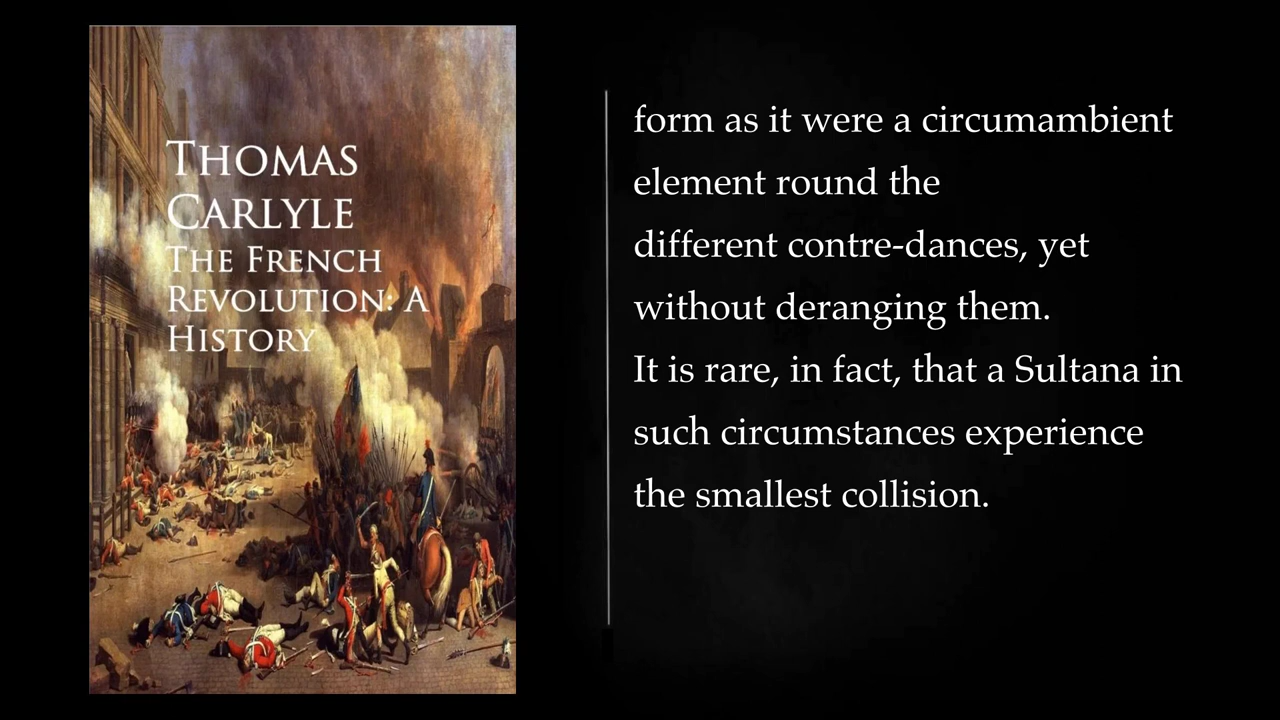 THOMAS
CARLYLE
THE FRENCH
REVOLUTION: A
HISTORY
form as it were a circumambient
element round the
different contre-dances, yet
without deranging them.
It is rare, in fact, that a Sultana in
such circumstances experience
the smallest collision.